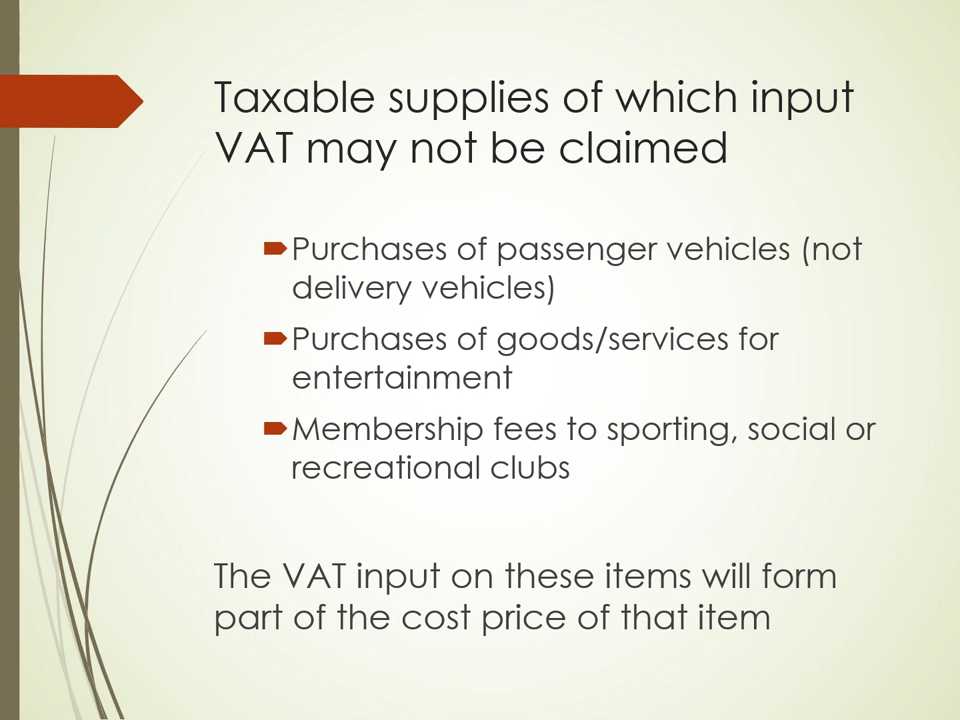 Taxable supplies of which input
VAT may not be claimed
Purchases of passenger vehicles (not
delivery vehicles)
Purchases of goods/services for
entertainment
Membership fees to sporting, social or
recreational clubs
The VAT input on these items will form
part of the cost price of that item